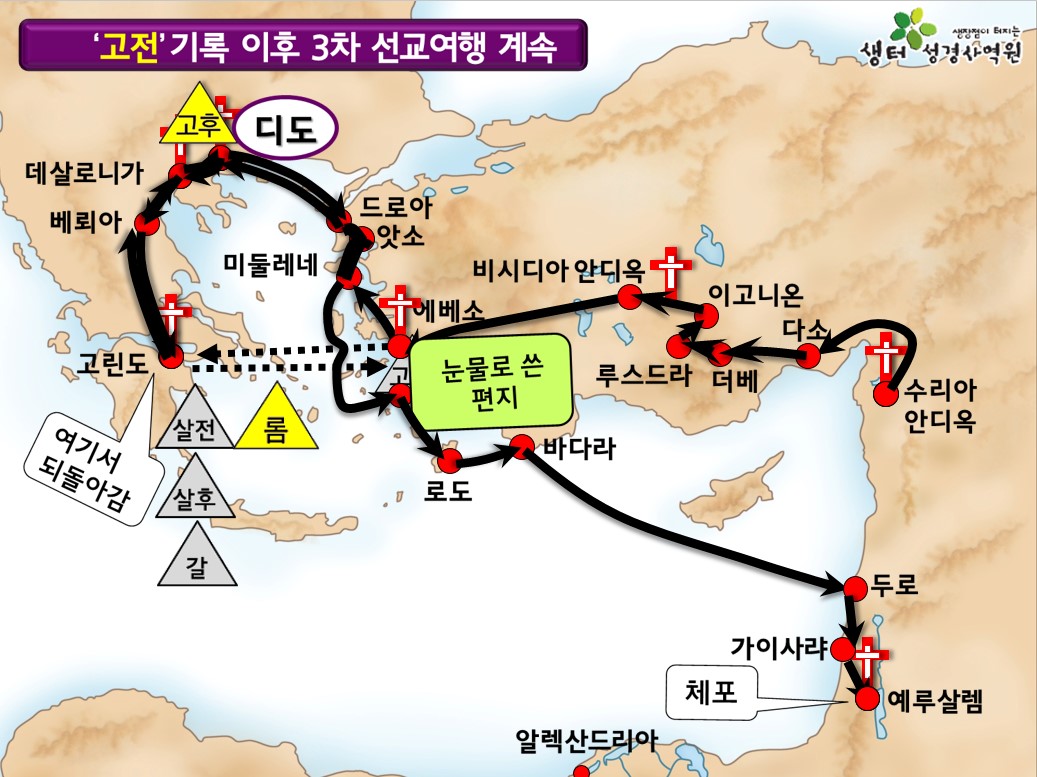 ‘고전’기록 이후 3차 선교여행 계속
생장점이 터지는
생터 성경사역원
고후
디도
데살로니가
베뢰아
드로아
앗소
미둘레네
비시디아 안디옥
이고니온
에베소
다소
고린도
고
눈물로 쓴
편지
루스드라
더베
수리아
안디옥
살전
롬
여기서
되돌아감
바다라
로도
살후
갈
두로
가이사랴
체포
예루살렘
알렉산드리아